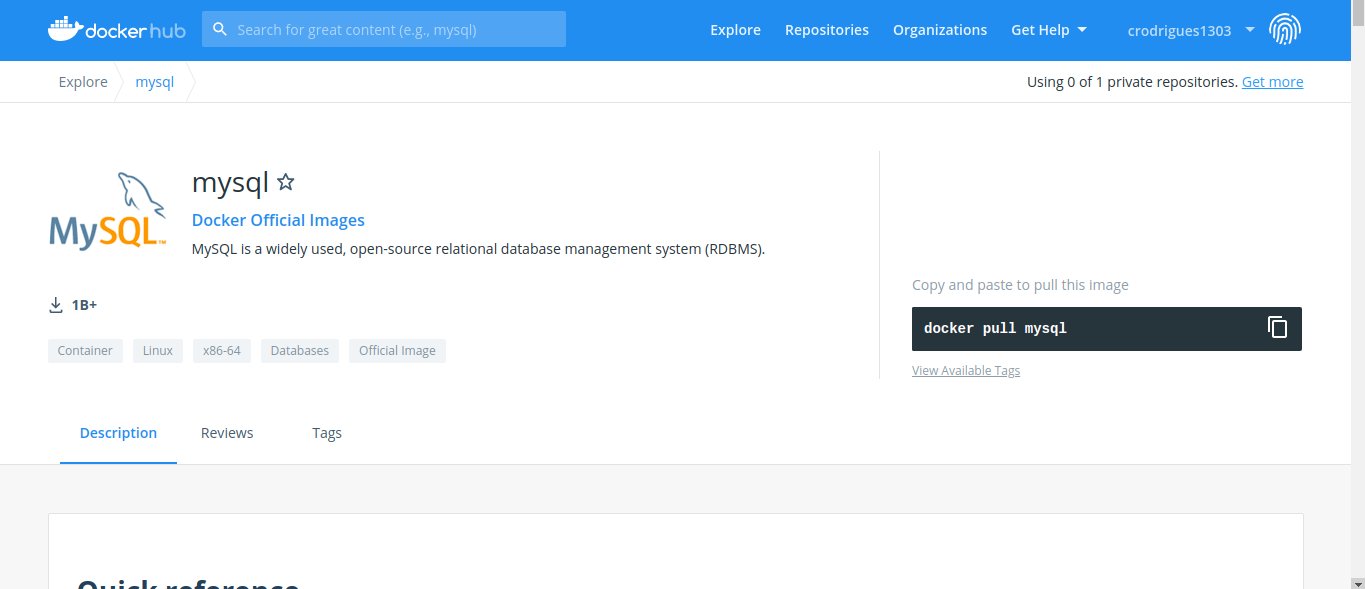 docker hub
Search for great content (e.g., mysql)
Explore
Repositories
Organizations
Get Help
crodrigues1303
Explore
mysql
Using 0 of 1 private repositories. Get more
MySQL™
mysql
Docker Official Images
MySQL is a widely used, open-source relational database management system (RDBMS).
1B+
Container
Linux
x86-64
Databases
Official Image
Copy and paste to pull this image
docker pull mysql
View Available Tags
Description
Reviews
Tags
Quick reference